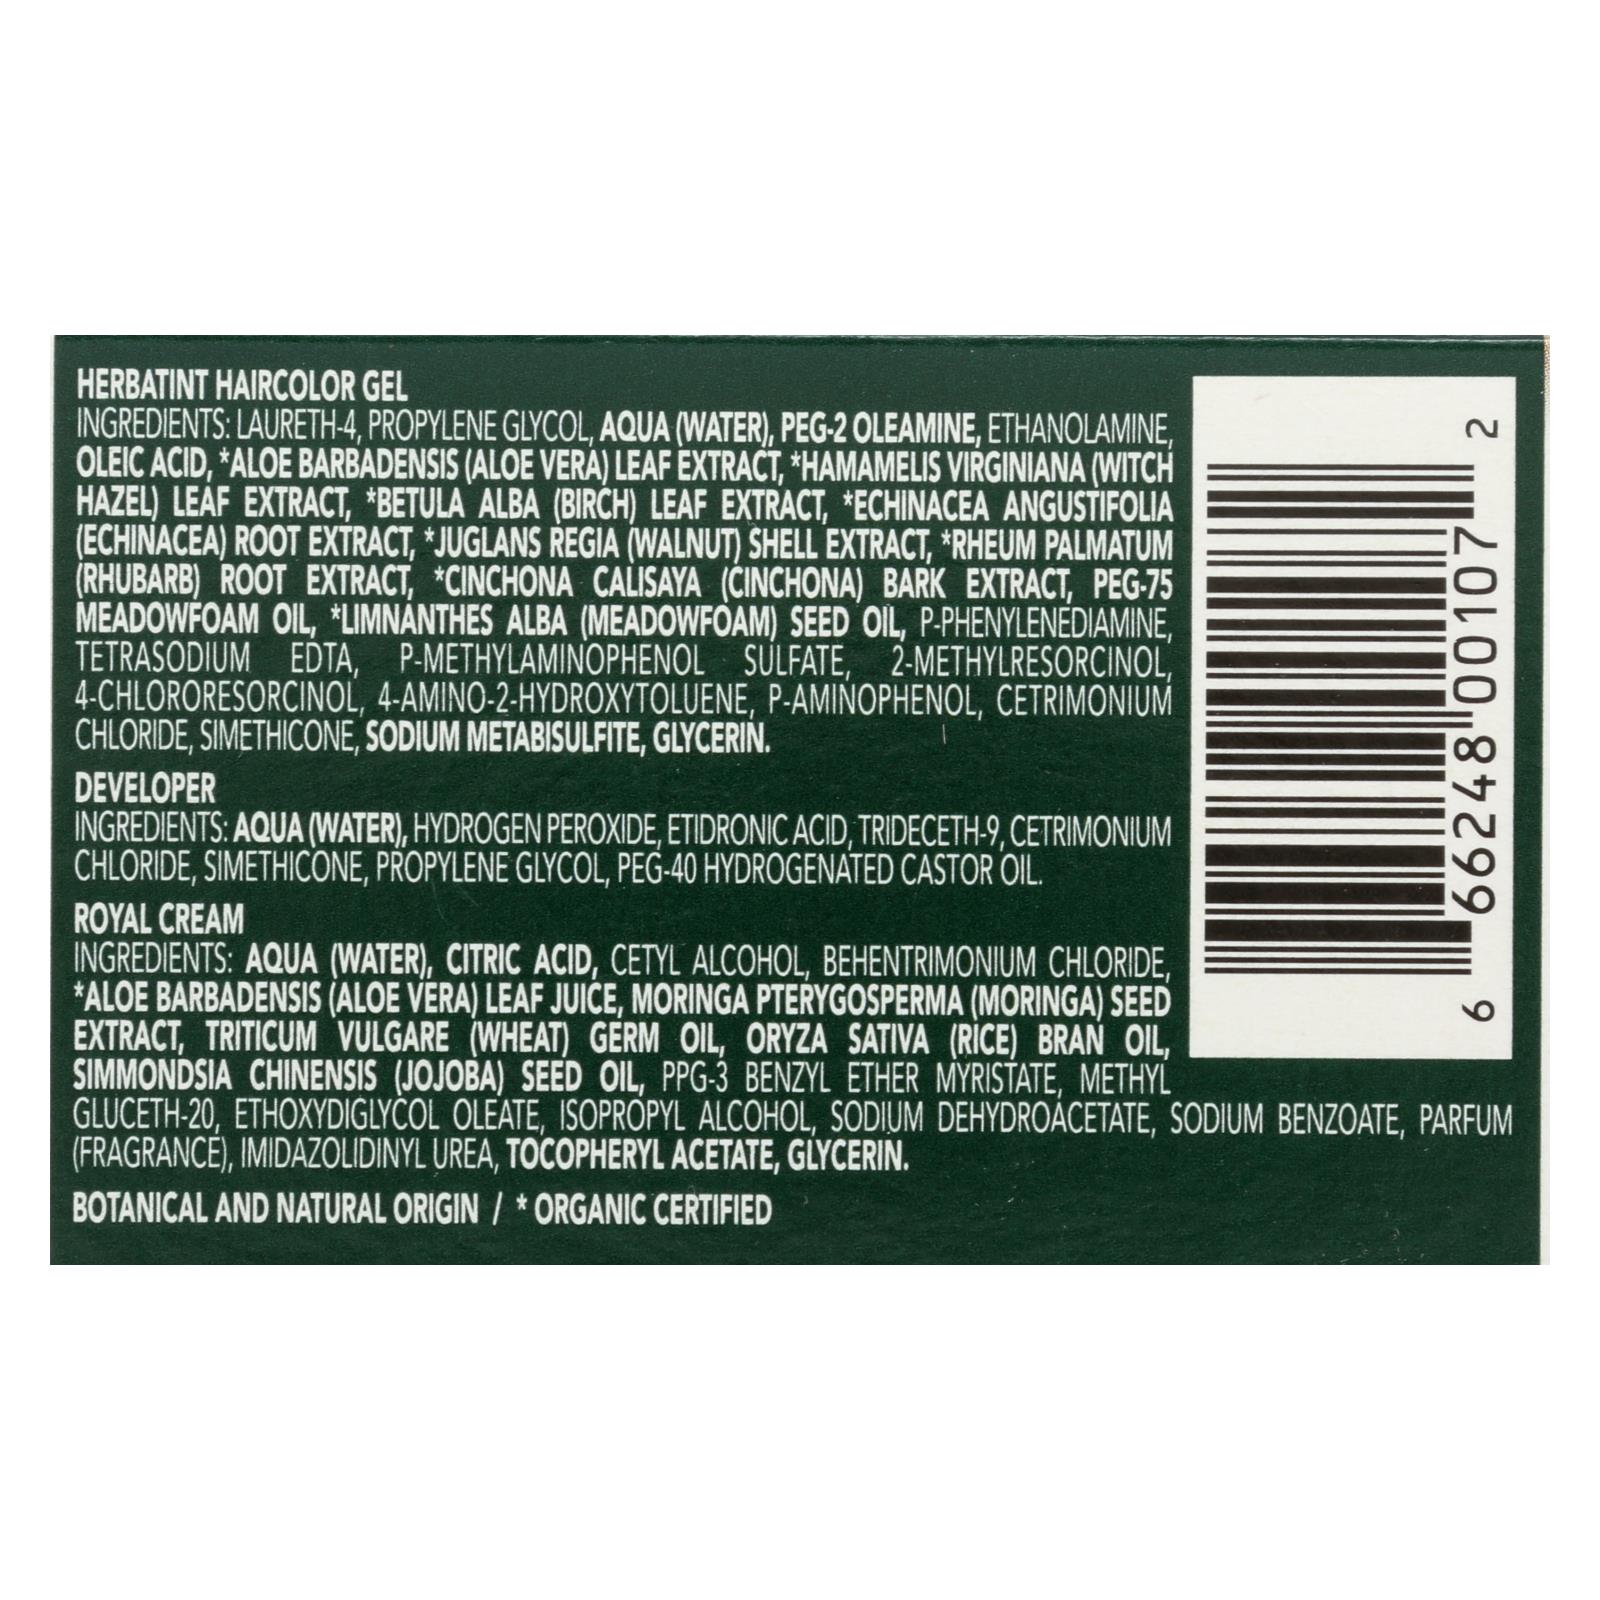 HERBATINT HAIRCOLOR GEL
INGREDIENTS: LAURETH-4, PROPYLENE GLYCOL, AQUA (WATER), PEG-2 OLEAMINE, ETHANOLAMINE,
OLEIC ACID, *ALOE BARBADENSIS (ALOE VERA) LEAF EXTRACT, *HAMAMELIS VIRGINIANA (WITCH
HAZEL) LEAF EXTRACT, *BETULA ALBA (BIRCH) LEAF EXTRACT, *ECHINACEA ANGUSTIFOLIA
(ECHINACEA) ROOT EXTRACT, *JUGLANS REGIA (WALNUT) SHELL EXTRACT, *RHEUM PALMATUM
(RHUBARB) ROOT EXTRACT, *CINCHONA CALISAYA (CINCHONA) BARK EXTRACT, PEG-75
MEADOWFOAM OIL, *LIMNANTHES ALBA (MEADOWFOAM) SEED OIL, P-PHENYLENEDIAMINE,
TETRASODIUM EDTA, P-METHYLAMINOPHENOL SULFATE, 2-METHYLRESORCINOL,
4-CHLORORESORCINOL, 4-AMINO-2-HYDROXYTOLUENE, P-AMINOPHENOL, CETRIMONIUM
CHLORIDE, SIMETHICONE, SODIUM METABISULFITE, GLYCERIN.
DEVELOPER
INGREDIENTS: AQUA (WATER), HYDROGEN PEROXIDE, ETIDRONIC ACID, TRIDECETH-9, CETRIMONIUM
CHLORIDE, SIMETHICONE, PROPYLENE GLYCOL, PEG-40 HYDROGENATED CASTOR OIL.
ROYAL CREAM
INGREDIENTS: AQUA (WATER), CITRIC ACID, CETYL ALCOHOL, BEHENTRIMONIUM CHLORIDE,
*ALOE BARBADENSIS (ALOE VERA) LEAF JUICE, MORINGA PTERYGOSPERMA (MORINGA) SEED
EXTRACT, TRITICUM VULGARE (WHEAT) GERM OIL, ORYZA SATIVA (RICE) BRAN OIL,
SIMMONDSIA CHINENSIS (JOJOBA) SEED OIL, PPG-3 BENZYL ETHER MYRISTATE, METHYL
GLUCETH-20, ETHOXYDIGLYCOL OLEATE, ISOPROPYL ALCOHOL, SODIUM DEHYDROACETATE, SODIUM BENZOATE, PARFUM
(FRAGRANCE), IMIDAZOLIDINYL UREA, TOCOPHERYL ACETATE, GLYCERIN.
BOTANICAL AND NATURAL ORIGIN / * ORGANIC CERTIFIED
6 66248 00107 2